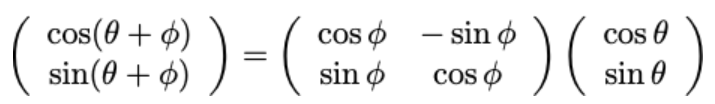 ( cos(θ + ϕ) ) = ( cos ϕ − sin ϕ ) ( cos θ )
( sin(θ + ϕ) ) ( sin ϕ cos ϕ ) ( sin θ )